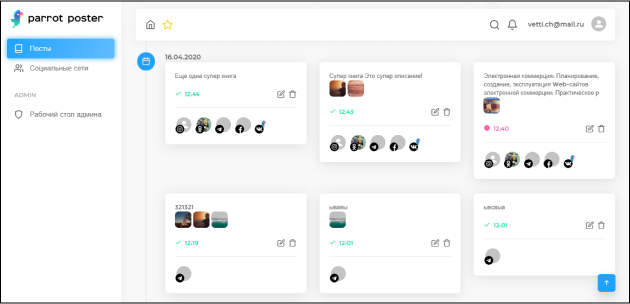 parrot poster
vetti.ch@mail.ru
Посты
Социальные сети
ADMIN
Рабочий стол админа
16.04.2020
Еще одна супер книга
12:44
Супер книга Это супер описание!
12:43
Электронная коммерция: Планирование,
создание, эксплуатация Web-сайтов
электронной коммерции: Практическое р
12:40
321321
12:19
ывавы
12:01
12:01